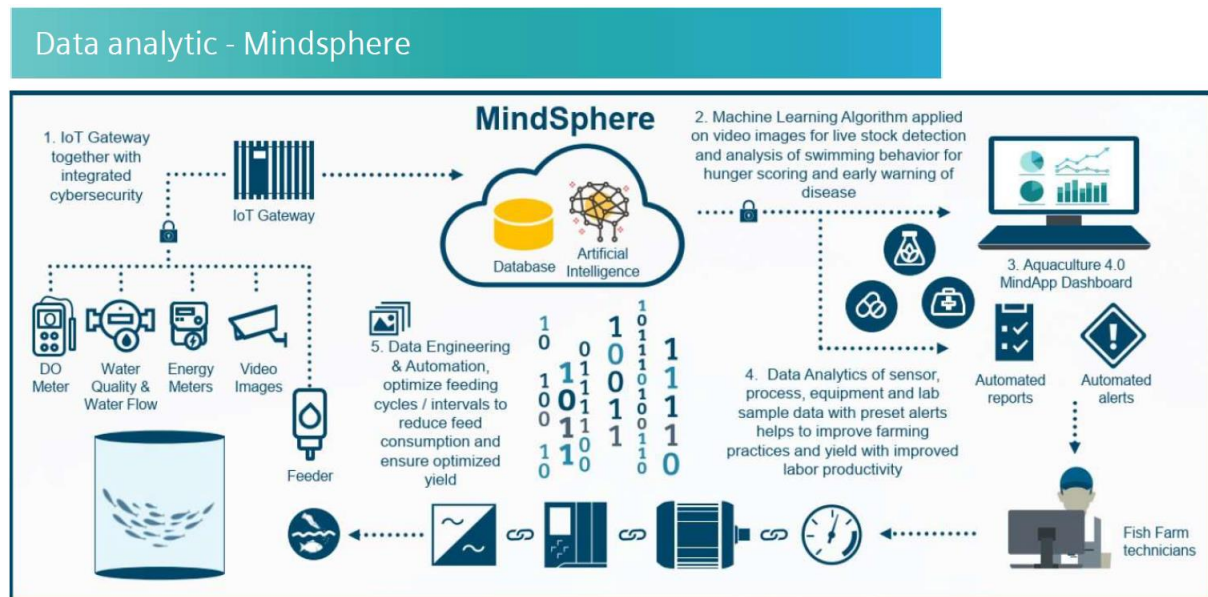 Data analytic - Mindsphere
1. IoT Gateway
together with
integrated
cybersecurity
IoT Gateway
MindSphere
Database
Artificial
Intelligence
2. Machine Learning Algorithm applied
on video images for live stock detection
and analysis of swimming behavior for
hunger scoring and early warning of
disease
3. Aquaculture 4.0
MindApp Dashboard
DO
Meter
Water
Quality &
Water Flow
Energy
Meters
Video
Images
Feeder
5. Data Engineering
& Automation,
optimize feeding
cycles / intervals to
reduce feed
consumption and
ensure optimized
yield
4. Data Analytics of sensor,
process, equipment and lab
sample data with preset alerts
helps to improve farming
practices and yield with improved
labor productivity
Automated
reports
Automated
alerts
Fish Farm
technicians